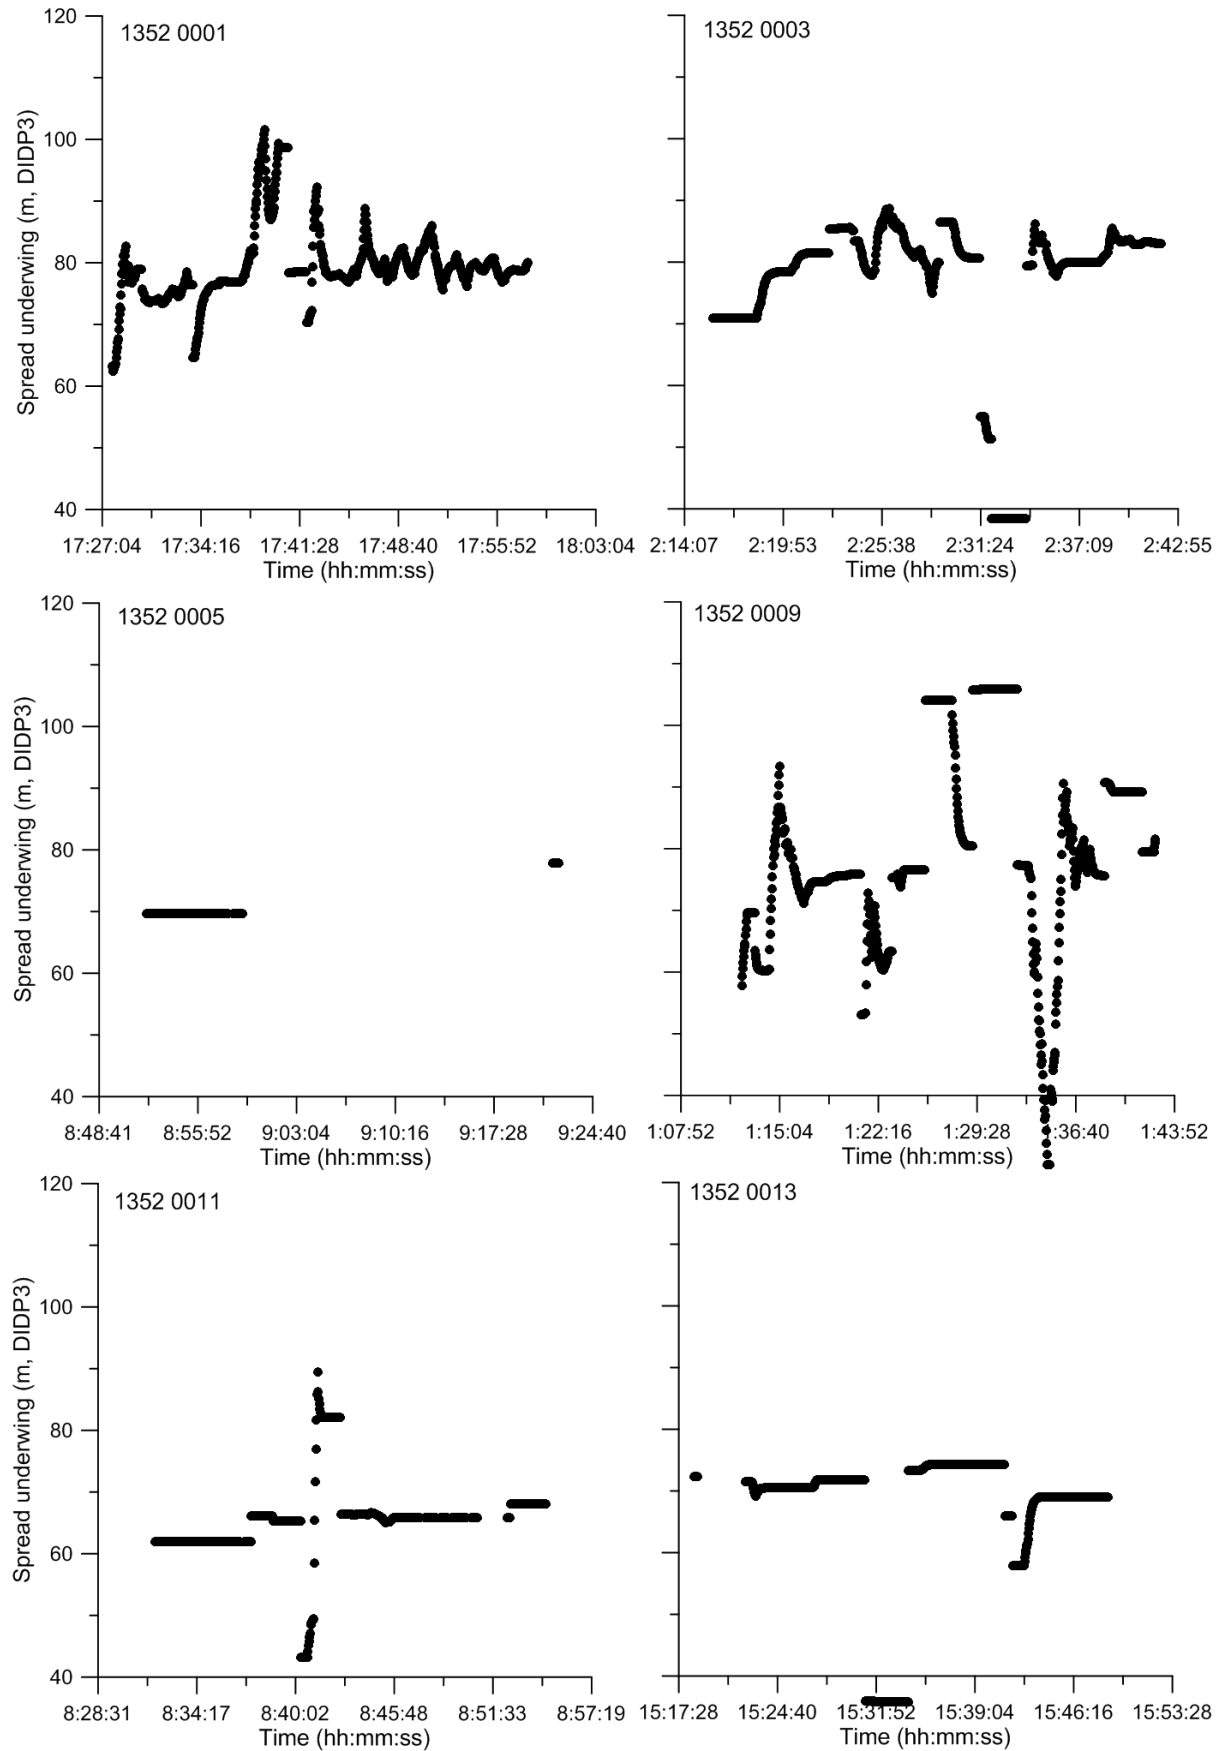 120
1352 0001
1352 0003
100
80
60
40
Spread underwing (m, DIDP3)
17:27:04 17:34:16 17:41:28 17:48:40 17:55:52 18:03:04
2:14:07 2:19:53 2:25:38 2:31:24 2:37:09 2:42:55
Time (hh:mm:ss)
Time (hh:mm:ss)
120
1352 0005
1352 0009
100
80
60
40
Spread underwing (m, DIDP3)
8:48:41 8:55:52 9:03:04 9:10:16 9:17:28 9:24:40
1:07:52 1:15:04 1:22:16 1:29:28 1:36:40 1:43:52
Time (hh:mm:ss)
Time (hh:mm:ss)
120
1352 0011
1352 0013
100
80
60
40
Spread underwing (m, DIDP3)
8:28:31 8:34:17 8:40:02 8:45:48 8:51:33 8:57:19
15:17:28 15:24:40 15:31:52 15:39:04 15:46:16 15:53:28
Time (hh:mm:ss)
Time (hh:mm:ss)